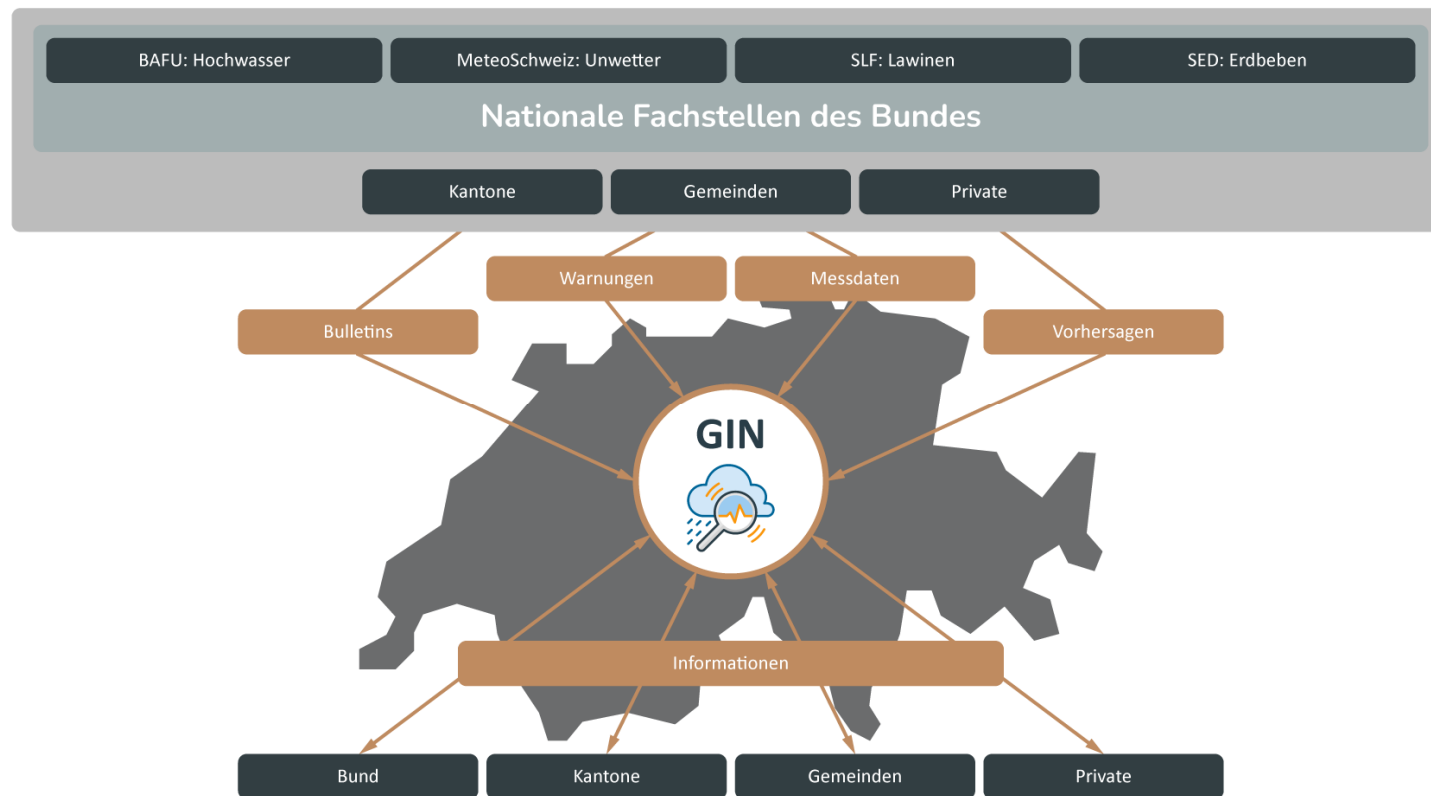 BAFU: Hochwasser
MeteoSchweiz: Unwetter
SLF: Lawinen
SED: Erdbeben
Nationale Fachstellen des Bundes
Kantone
Gemeinden
Private
Warnungen
Messdaten
Bulletins
Vorhersagen
GIN
Informationen
Bund
Kantone
Gemeinden
Private